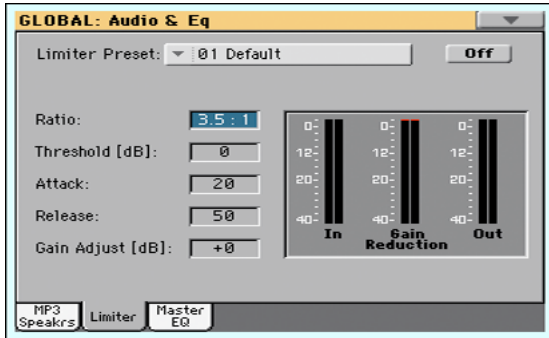 GLOBAL: Audio & Eq
Limiter Preset: 01 Default Off
Ratio: 3.5 : 1
Threshold [dB]: 0
Attack: 20
Release: 50
Gain Adjust [dB]: +0
0 0 0
12 12 12
20 20 20
40 40 40
In Gain Reduction Out
MP3 Speakrs Limiter Master EQ